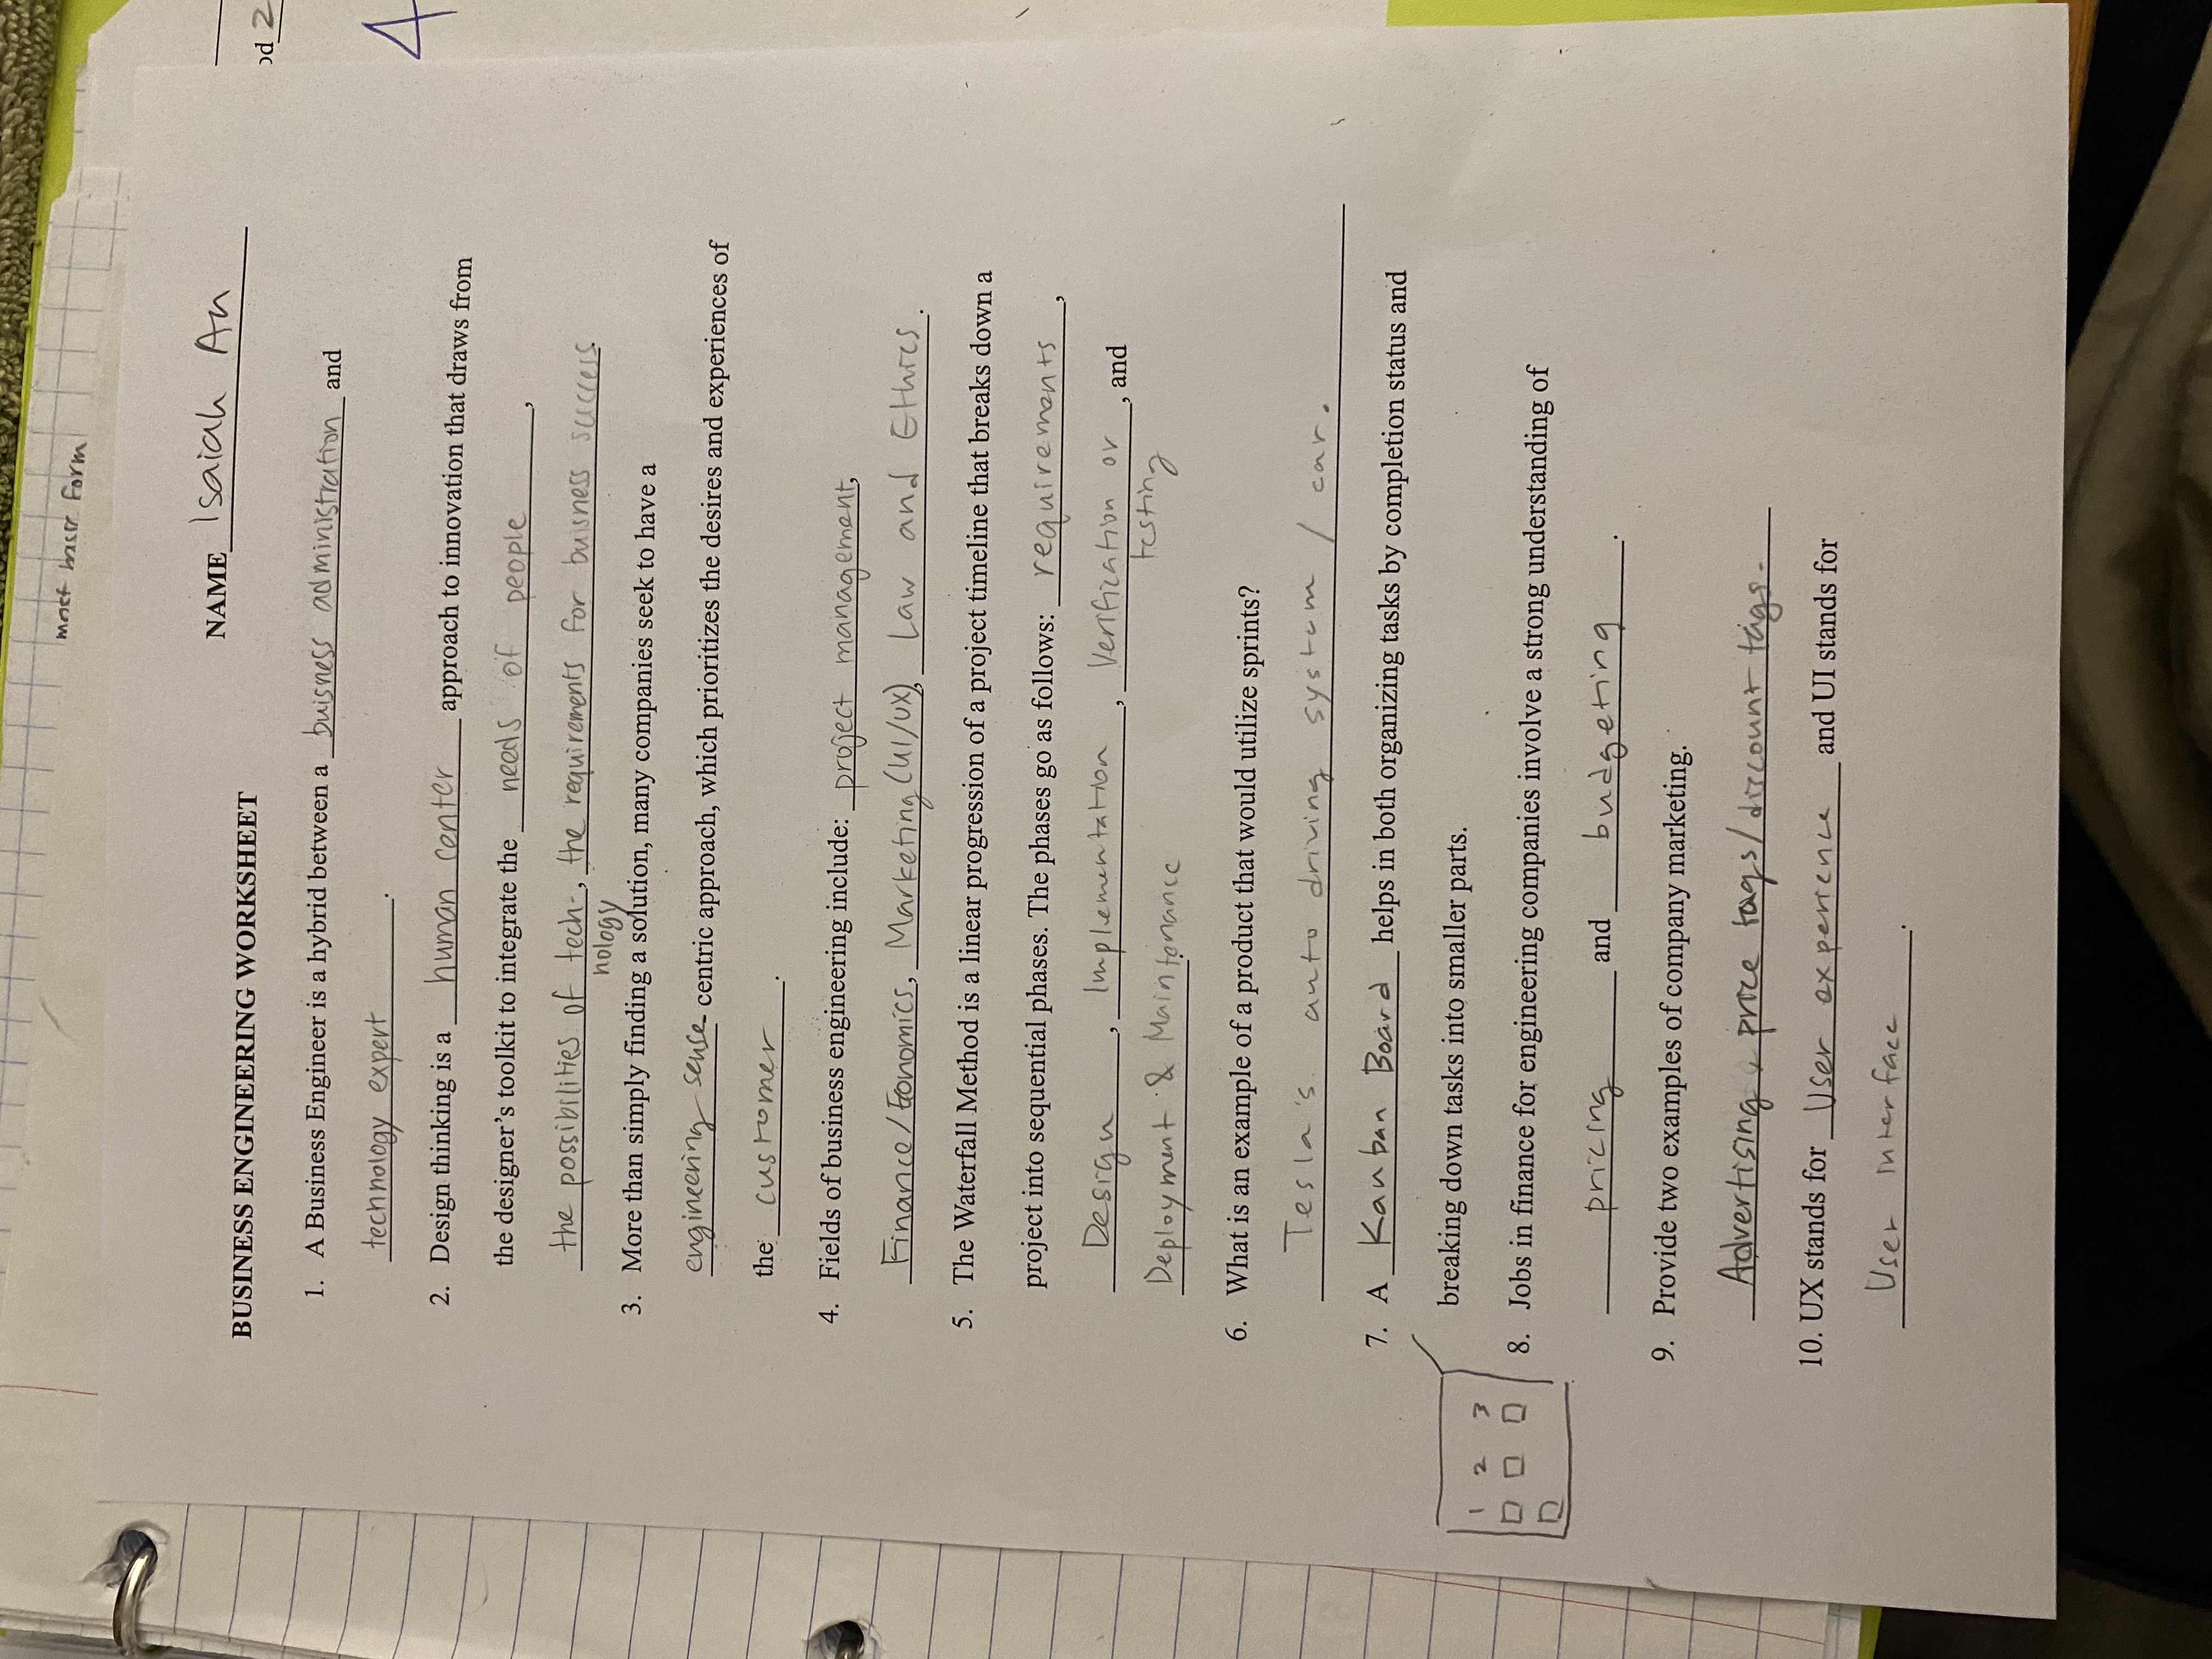 most basic form
NAME Isaiah An
BUSINESS ENGINEERING WORKSHEET
od 2
4
1. A Business Engineer is a hybrid between a buisness administration and
technology expert.
2. Design thinking is a human center approach to innovation that draws from
the designer's toolkit to integrate the needs of people,
the possibilities of tech-, the requirements for buisness success.
nology
3. More than simply finding a solution, many companies seek to have a
engineering sense- centric approach, which prioritizes the desires and experiences of
the customer.
4. Fields of business engineering include: project management,
Finance/Economics, Marketing (UI/UX), Law and Ethics.
5. The Waterfall Method is a linear progression of a project timeline that breaks down a
project into sequential phases. The phases go as follows: requirements,
Design, Implementation, Verification or, and
testing
Deployment & Maintenance.
6. What is an example of a product that would utilize sprints?
Tesla's auto driving system / car.
7. A Kanban Board helps in both organizing tasks by completion status and
breaking down tasks into smaller parts.
1 2 3
8. Jobs in finance for engineering companies involve a strong understanding of
pricing and budgeting.
9. Provide two examples of company marketing.
Advertising, price tags/discount tags.
10. UX stands for User experience and UI stands for
User interface.